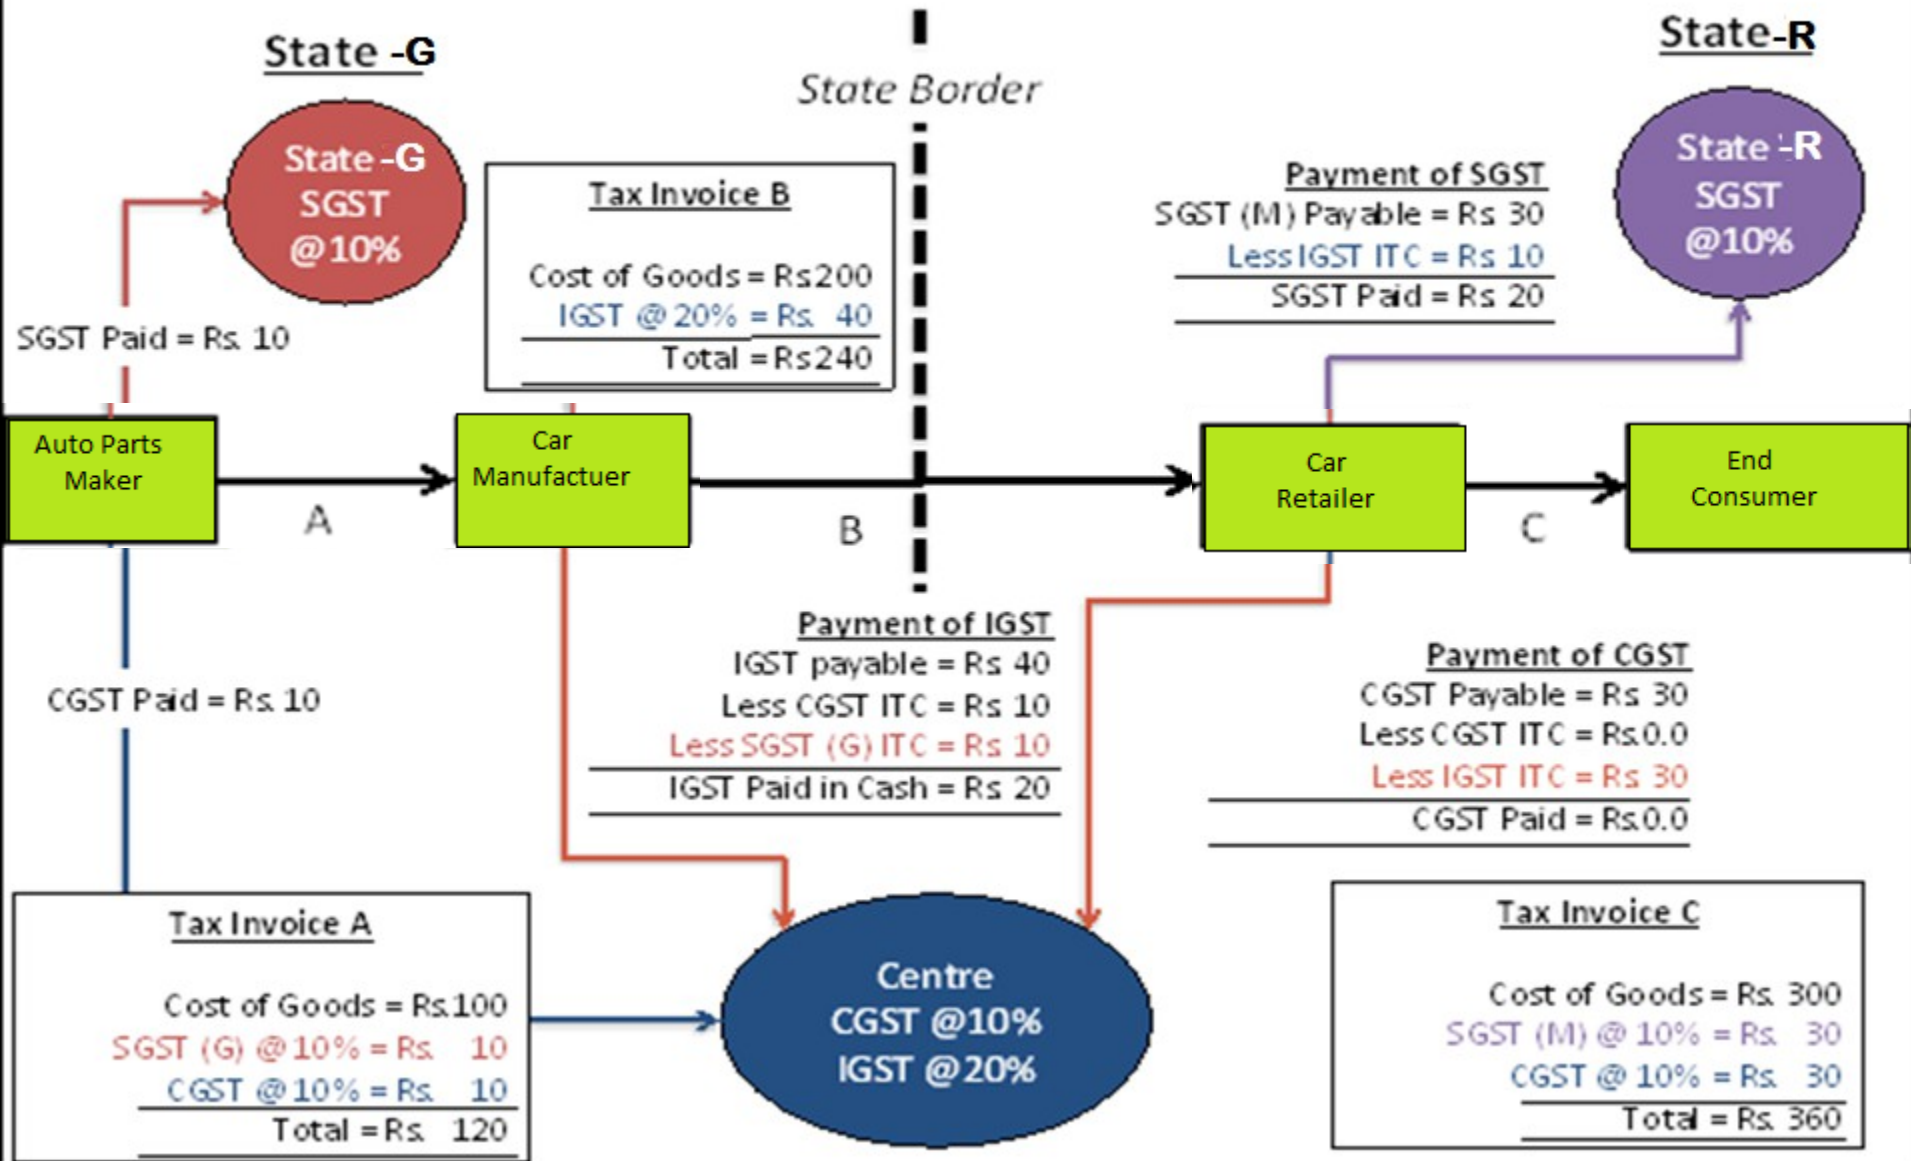 State -G
State-R
State Border
State -G
SGST
@10%
State -R
SGST
@10%
Tax Invoice B
Cost of Goods = Rs.200
IGST @ 20% = Rs. 40
Total = Rs.240
Payment of SGST
SGST (M) Payable = Rs. 30
Less IGST ITC = Rs. 10
SGST Paid = Rs. 20
SGST Paid = Rs. 10
Auto Parts
Maker
Car
Manufactuer
Car
Retailer
End
Consumer
A
B
C
CGST Paid = Rs. 10
Payment of IGST
IGST payable = Rs. 40
Less CGST ITC = Rs. 10
Less SGST (G) ITC = Rs. 10
IGST Paid in Cash = Rs. 20
Payment of CGST
CGST Payable = Rs. 30
Less CGST ITC = Rs.0.0
Less IGST ITC = Rs. 30
CGST Paid = Rs.0.0
Tax Invoice A
Cost of Goods = Rs.100
SGST (G) @ 10% = Rs. 10
CGST @ 10% = Rs. 10
Total = Rs. 120
Centre
CGST @10%
IGST @20%
Tax Invoice C
Cost of Goods = Rs. 300
SGST (M) @ 10% = Rs. 30
CGST @ 10% = Rs. 30
Total = Rs. 360